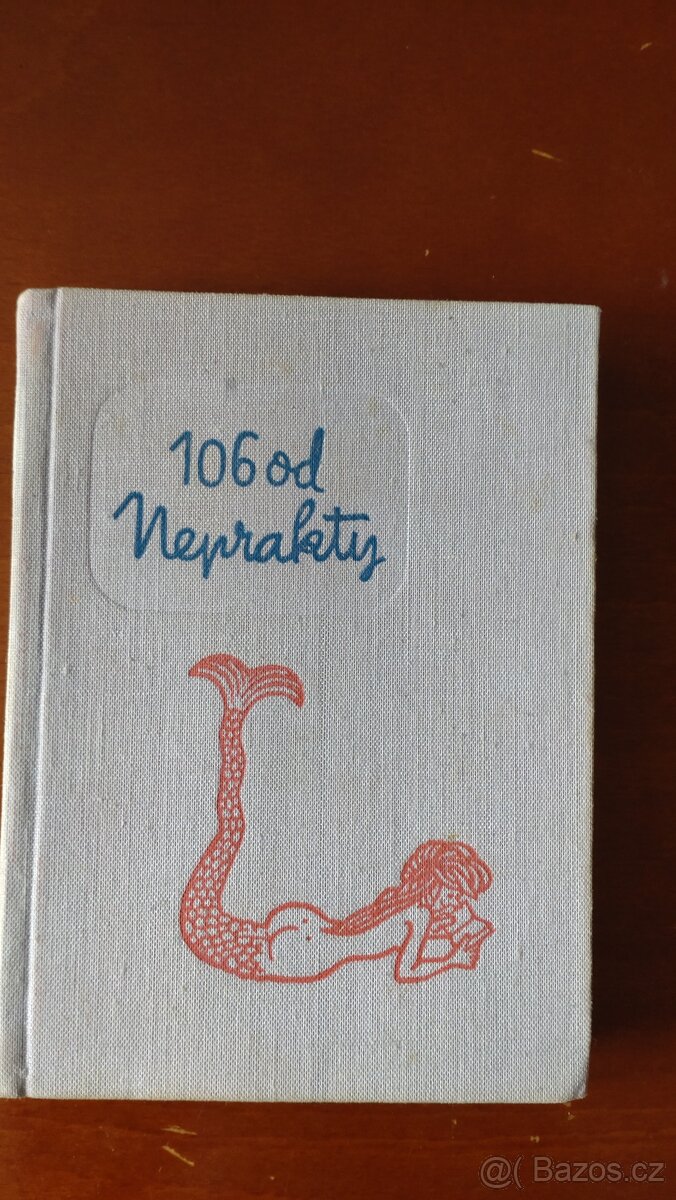 106 od
Neprakty
@( Bazos.cz